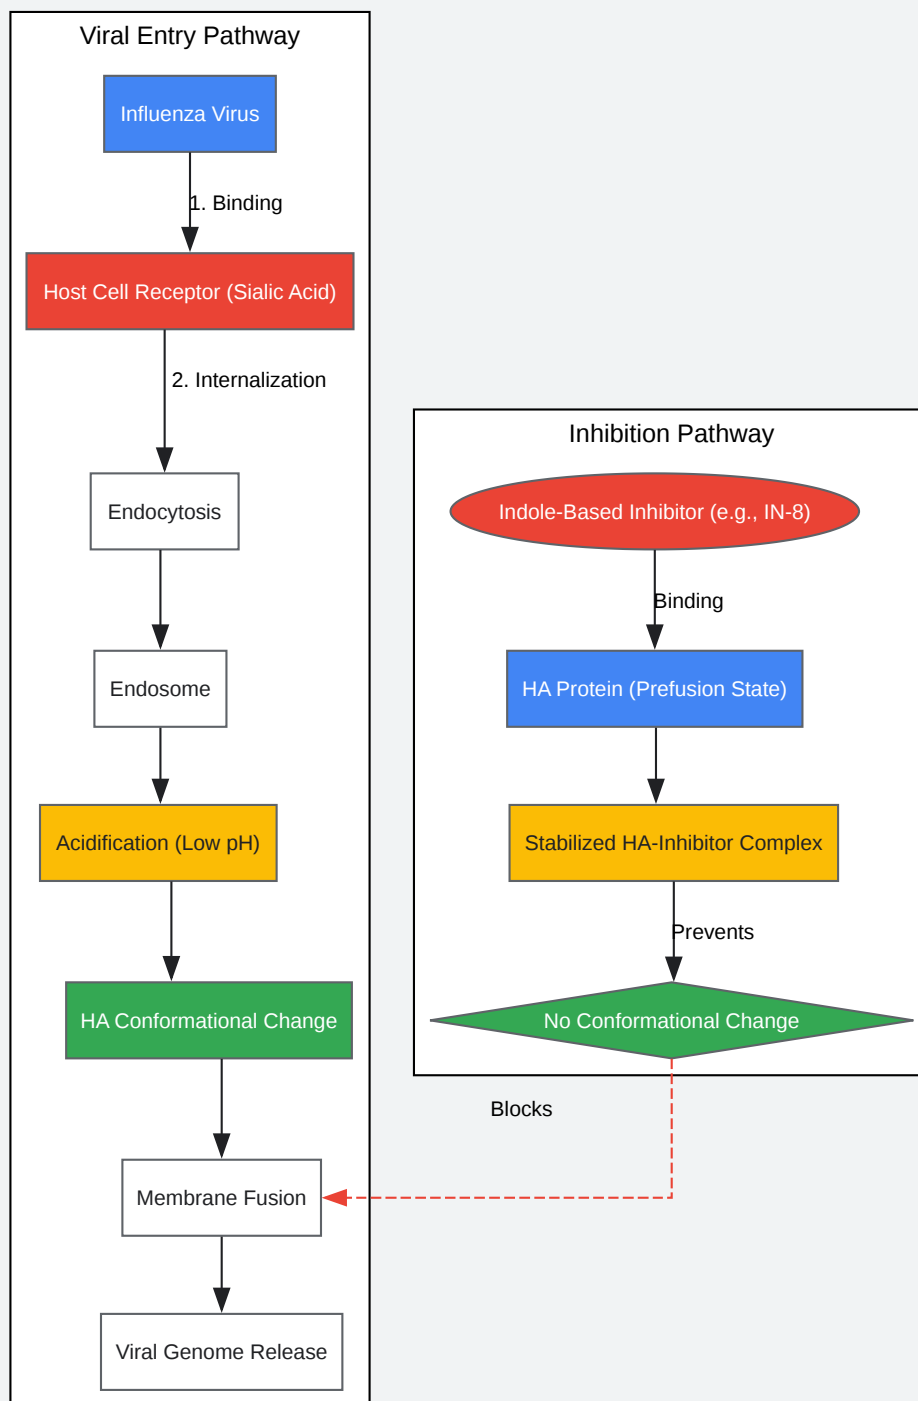 Viral Entry Pathway
Influenza Virus
1. Binding
Host Cell Receptor (Sialic Acid)
2. Internalization
Endocytosis
Endosome
Acidification (Low pH)
HA Conformational Change
Membrane Fusion
Viral Genome Release
Inhibition Pathway
Indole-Based Inhibitor (e.g., IN-8)
Binding
HA Protein (Prefusion State)
Stabilized HA-Inhibitor Complex
Prevents
No Conformational Change
Blocks